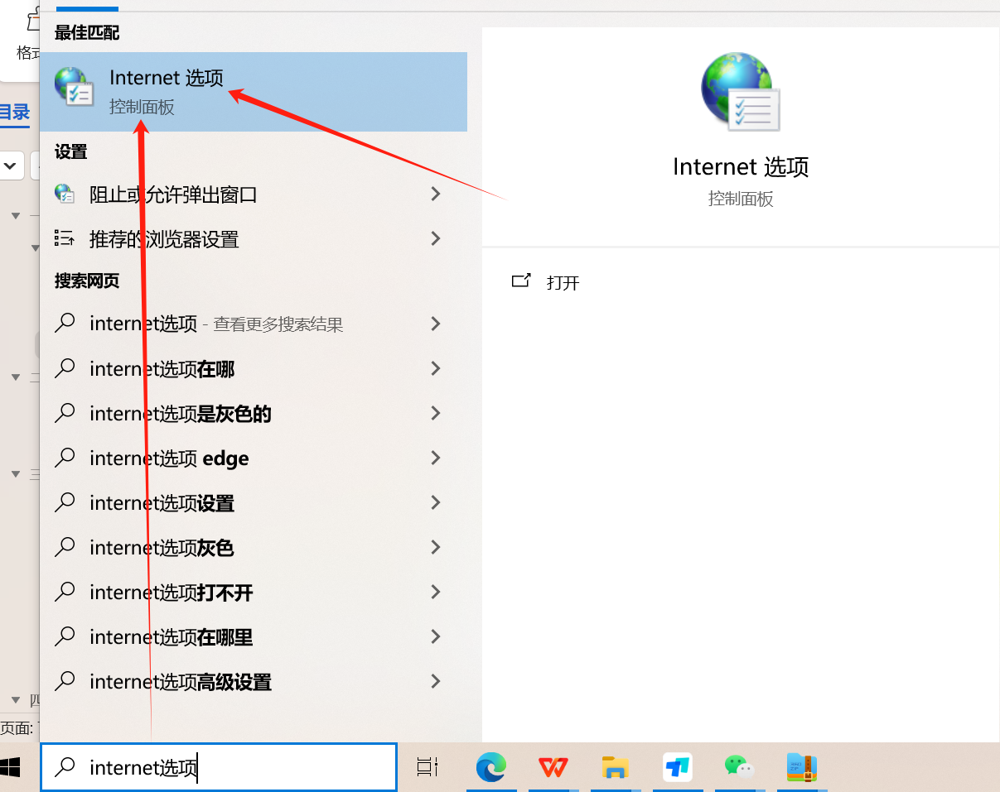 格式
目录
最佳匹配
Internet 选项
控制面板
设置
阻止或允许弹出窗口
推荐的浏览器设置
搜索网页
internet选项 - 查看更多搜索结果
internet选项在哪
internet选项是灰色的
internet选项 edge
internet选项设置
internet选项灰色
internet选项打不开
internet选项在哪里
internet选项高级设置
Internet 选项
控制面板
打开
一
二
三
四
页面:
internet选项